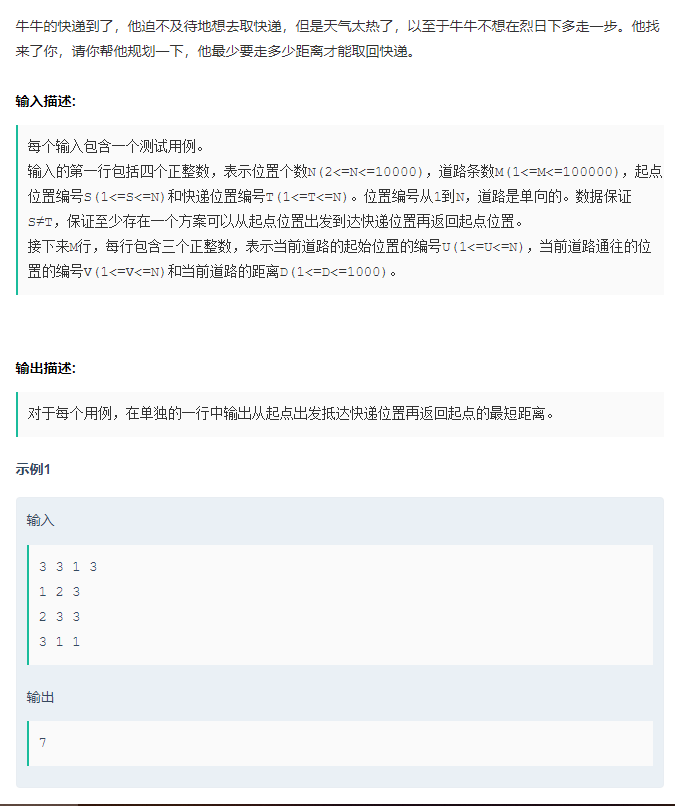 牛牛的快递到了，他迫不及待地想去取快递，但是天气太热了，以至于牛牛不想在烈日下多走一步。他找
来了你，请你帮他规划一下，他最少要走多少距离才能取回快递。
输入描述:
每个输入包含一个测试用例。
输入的第一行包括四个正整数，表示位置个数N(2<=N<=10000)，道路条数M(1<=M<=100000)，起点
位置编号S(1<=S<=N)和快递位置编号T(1<=T<=N)。位置编号从1到N，道路是单向的。数据保证
S≠T，保证至少存在一个方案可以从起点位置出发到达快递位置再返回起点位置。
接下来M行，每行包含三个正整数，表示当前道路的起始位置的编号U(1<=U<=N)，当前道路通往的位
置的编号V(1<=V<=N)和当前道路的距离D(1<=D<=1000)。
输出描述:
对于每个用例，在单独的一行中输出从起点出发抵达快递位置再返回起点的最短距离。
示例1
输入
3 3 1 3
1 2 3
2 3 3
3 1 1
输出
7